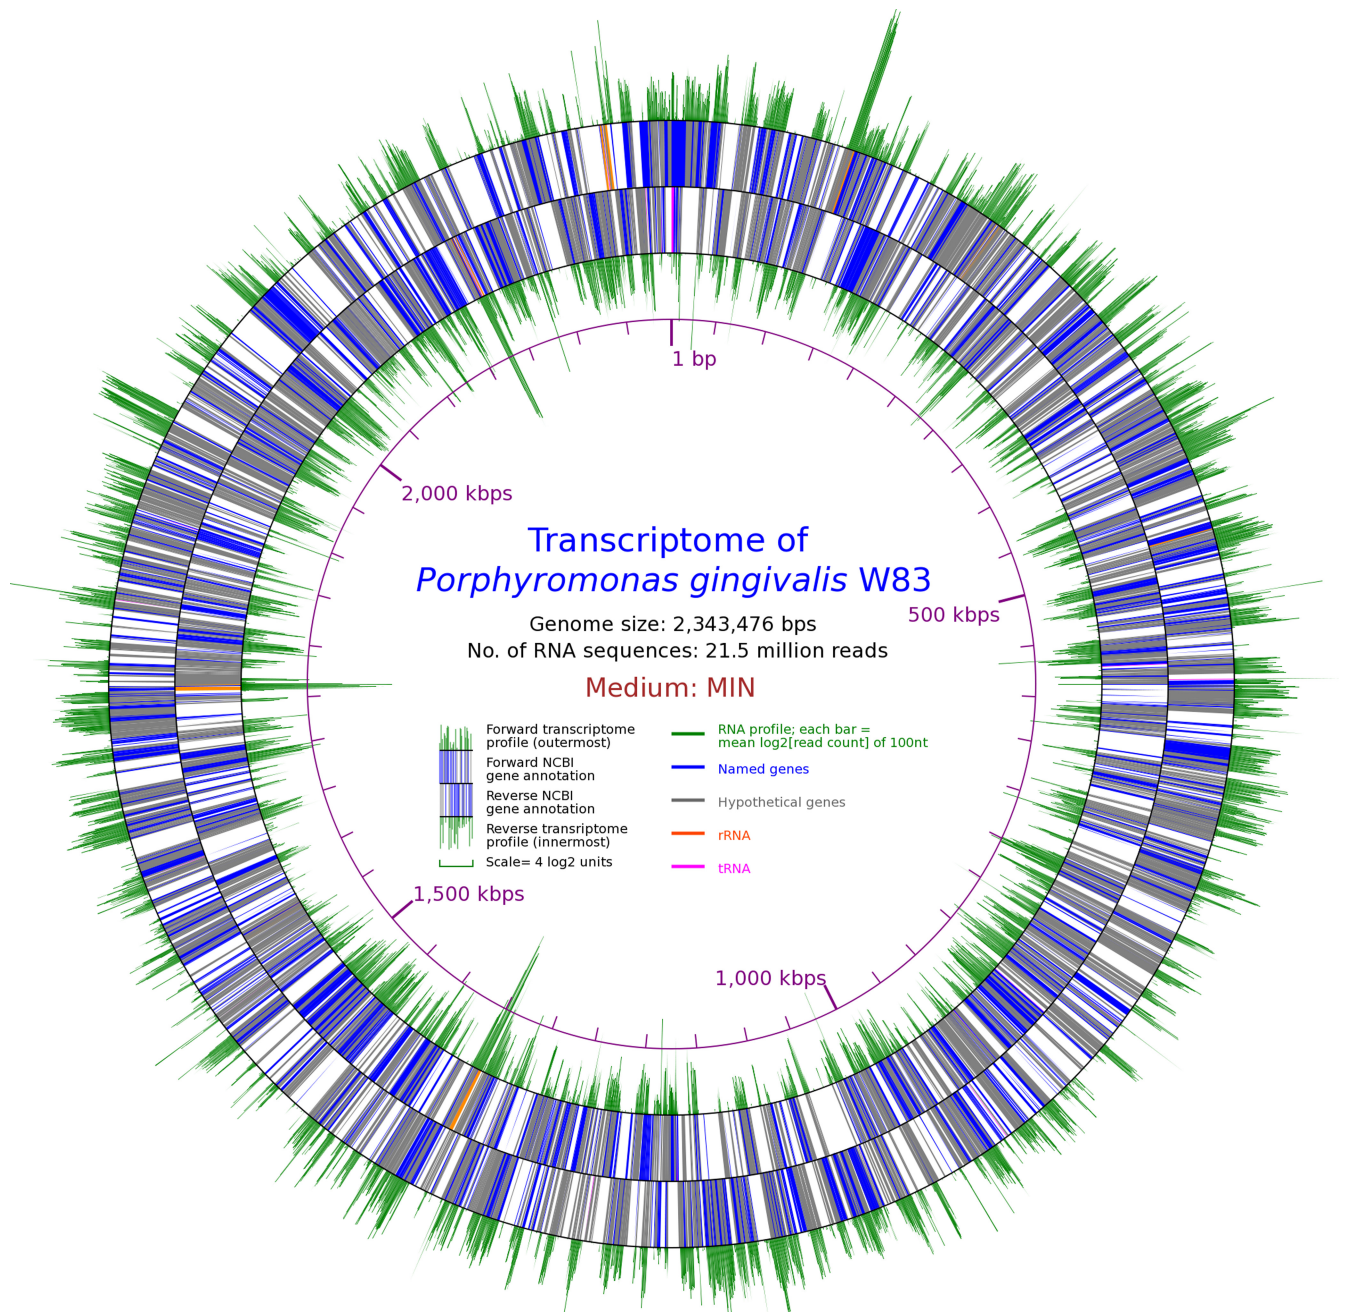 1 bp
2,000 kbps
Transcriptome of
Porphyromonas gingivalis W83
500 kbps
Genome size: 2,343,476 bps
No. of RNA sequences: 21.5 million reads
Medium: MIN
Forward transcriptome
profile (outermost)
Forward NCBI
gene annotation
Reverse NCBI
gene annotation
Reverse transriptome
profile (innermost)
Scale= 4 log2 units
RNA profile; each bar =
mean log2[read count] of 100nt
Named genes
Hypothetical genes
rRNA
tRNA
1,500 kbps
1,000 kbps